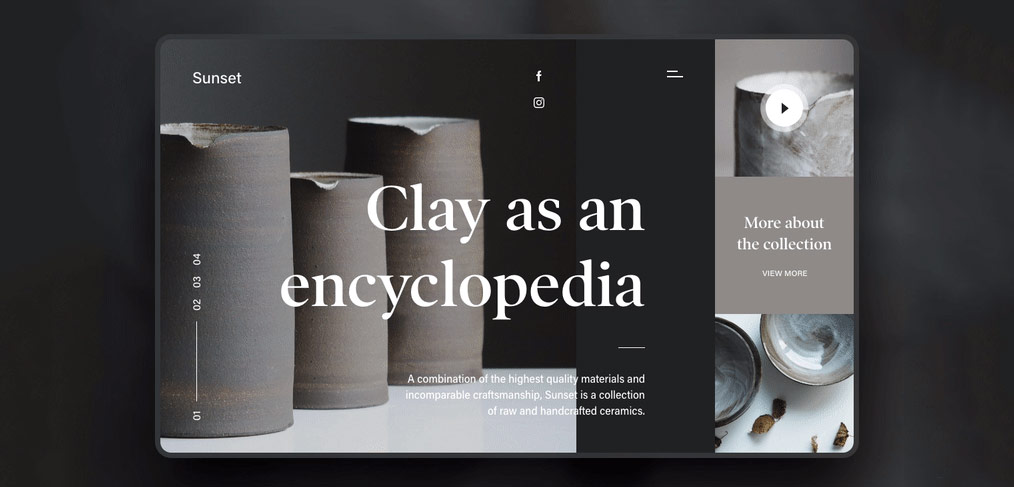 Sunset
Clay as an
encyclopedia
A combination of the highest quality materials and
incomparable craftsmanship, Sunset is a collection
of raw and handcrafted ceramics.
01
02
03
04
More about
the collection
VIEW MORE